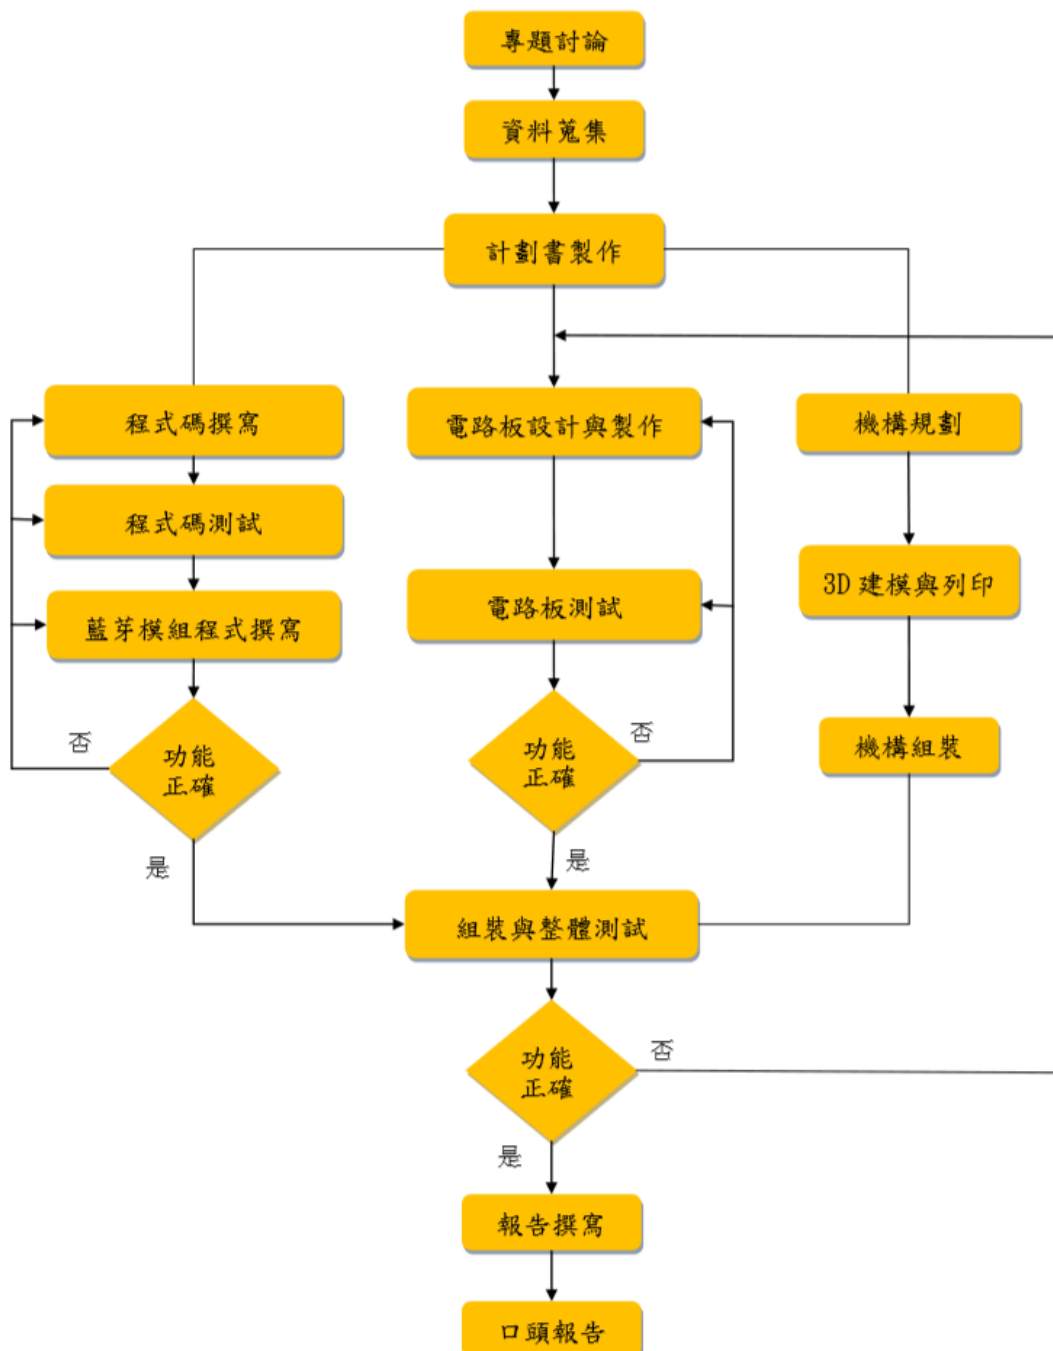 專題討論
資料蒐集
計劃書製作
程式碼撰寫
電路板設計與製作
機構規劃
程式碼測試
3D 建模與列印
電路板測試
藍芽模組程式撰寫
否
功能
正確
否
功能
正確
機構組裝
是
是
組裝與整體測試
功能
正確
否
是
報告撰寫
口頭報告